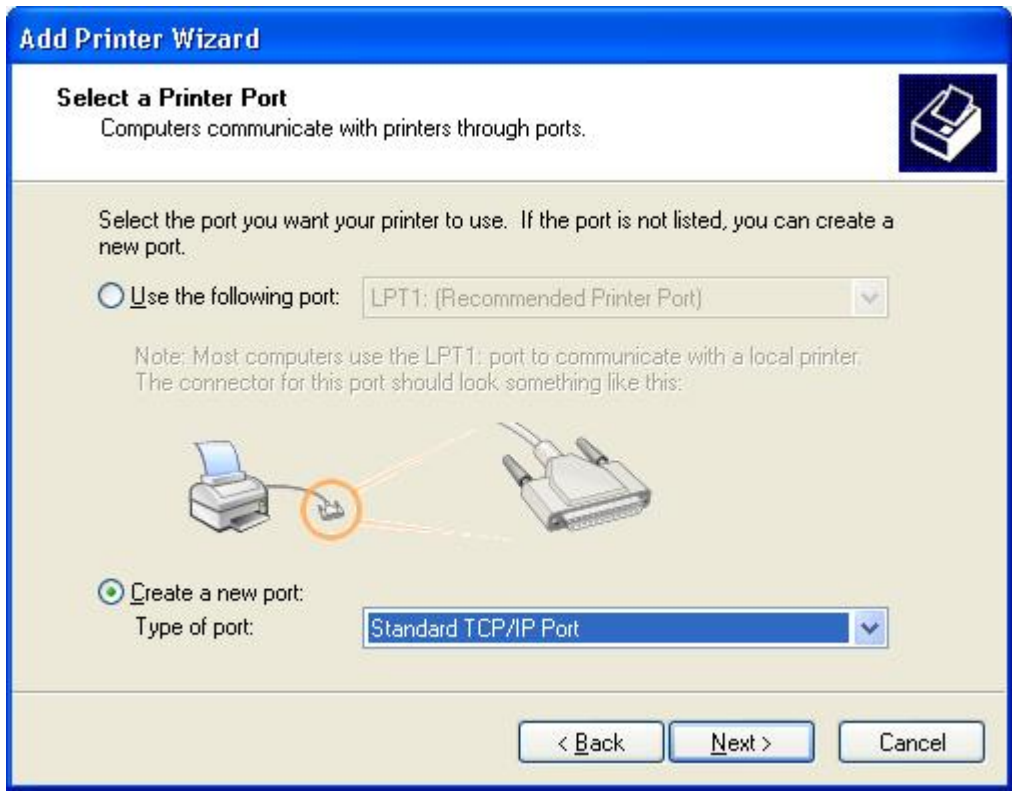 Add Printer Wizard
Select a Printer Port
Computers communicate with printers through ports.
Select the port you want your printer to use.  If the port is not listed, you can create a
new port.
Use the following port:
LPT1: (Recommended Printer Port)
Note: Most computers use the LPT1: port to communicate with a local printer.
The connector for this port should look something like this:
Create a new port:
Type of port:
Standard TCP/IP Port
< Back
Next >
Cancel